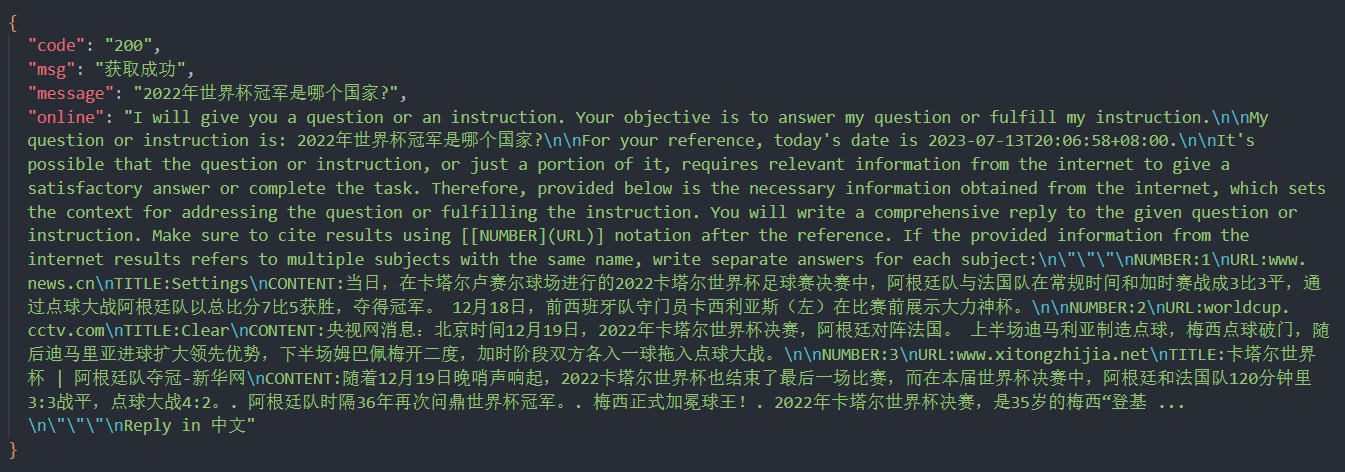 {
"code": "200",
"msg": "获取成功",
"message": "2022年世界杯冠军是哪个国家?",
"online": "I will give you a question or an instruction. Your objective is to answer my question or fulfill my instruction.\n\nMy
question or instruction is: 2022年世界杯冠军是哪个国家?\n\nFor your reference, today's date is 2023-07-13T20:06:58+08:00.\n\nIt's
possible that the question or instruction, or just a portion of it, requires relevant information from the internet to give a
satisfactory answer or complete the task. Therefore, provided below is the necessary information obtained from the internet, which sets
the context for addressing the question or fulfilling the instruction. You will write a comprehensive reply to the given question or
instruction. Make sure to cite results using [[NUMBER](URL)] notation after the reference. If the provided information from the
internet results refers to multiple subjects with the same name, write separate answers for each subject:\n\"\"\"\nNUMBER:1\nURL:www.
news.cn\nTITLE:Settings\nCONTENT:当日，在卡塔尔卢赛尔球场进行的2022卡塔尔世界杯足球赛决赛中，阿根廷队与法国队在常规时间和加时赛战成3比3平，通
过点球大战阿根廷队以总比分7比5获胜，夺得冠军。 12月18日，前西班牙队守门员卡西利亚斯（左）在比赛前展示大力神杯。\n\nNUMBER:2\nURL:worldcup.
cctv.com\nTITLE:Clear\nCONTENT:央视网消息：北京时间12月19日，2022年卡塔尔世界杯决赛，阿根廷对阵法国。 上半场迪马利亚制造点球，梅西点球破门，随
后迪马里亚进球扩大领先优势，下半场姆巴佩梅开二度，加时阶段双方各入一球拖入点球大战。\n\nNUMBER:3\nURL:www.xitongzhijia.net\nTITLE:卡塔尔世界
杯 | 阿根廷队夺冠-新华网\nCONTENT:随着12月19日晚哨声响起，2022卡塔尔世界杯也结束了最后一场比赛，而在本届世界杯决赛中，阿根廷和法国队120分钟里
3:3战平，点球大战4:2。. 阿根廷队时隔36年再次问鼎世界杯冠军。. 梅西正式加冕球王！. 2022年卡塔尔世界杯决赛，是35岁的梅西“登基 ...
\n\"\"\"\nReply in 中文"
}